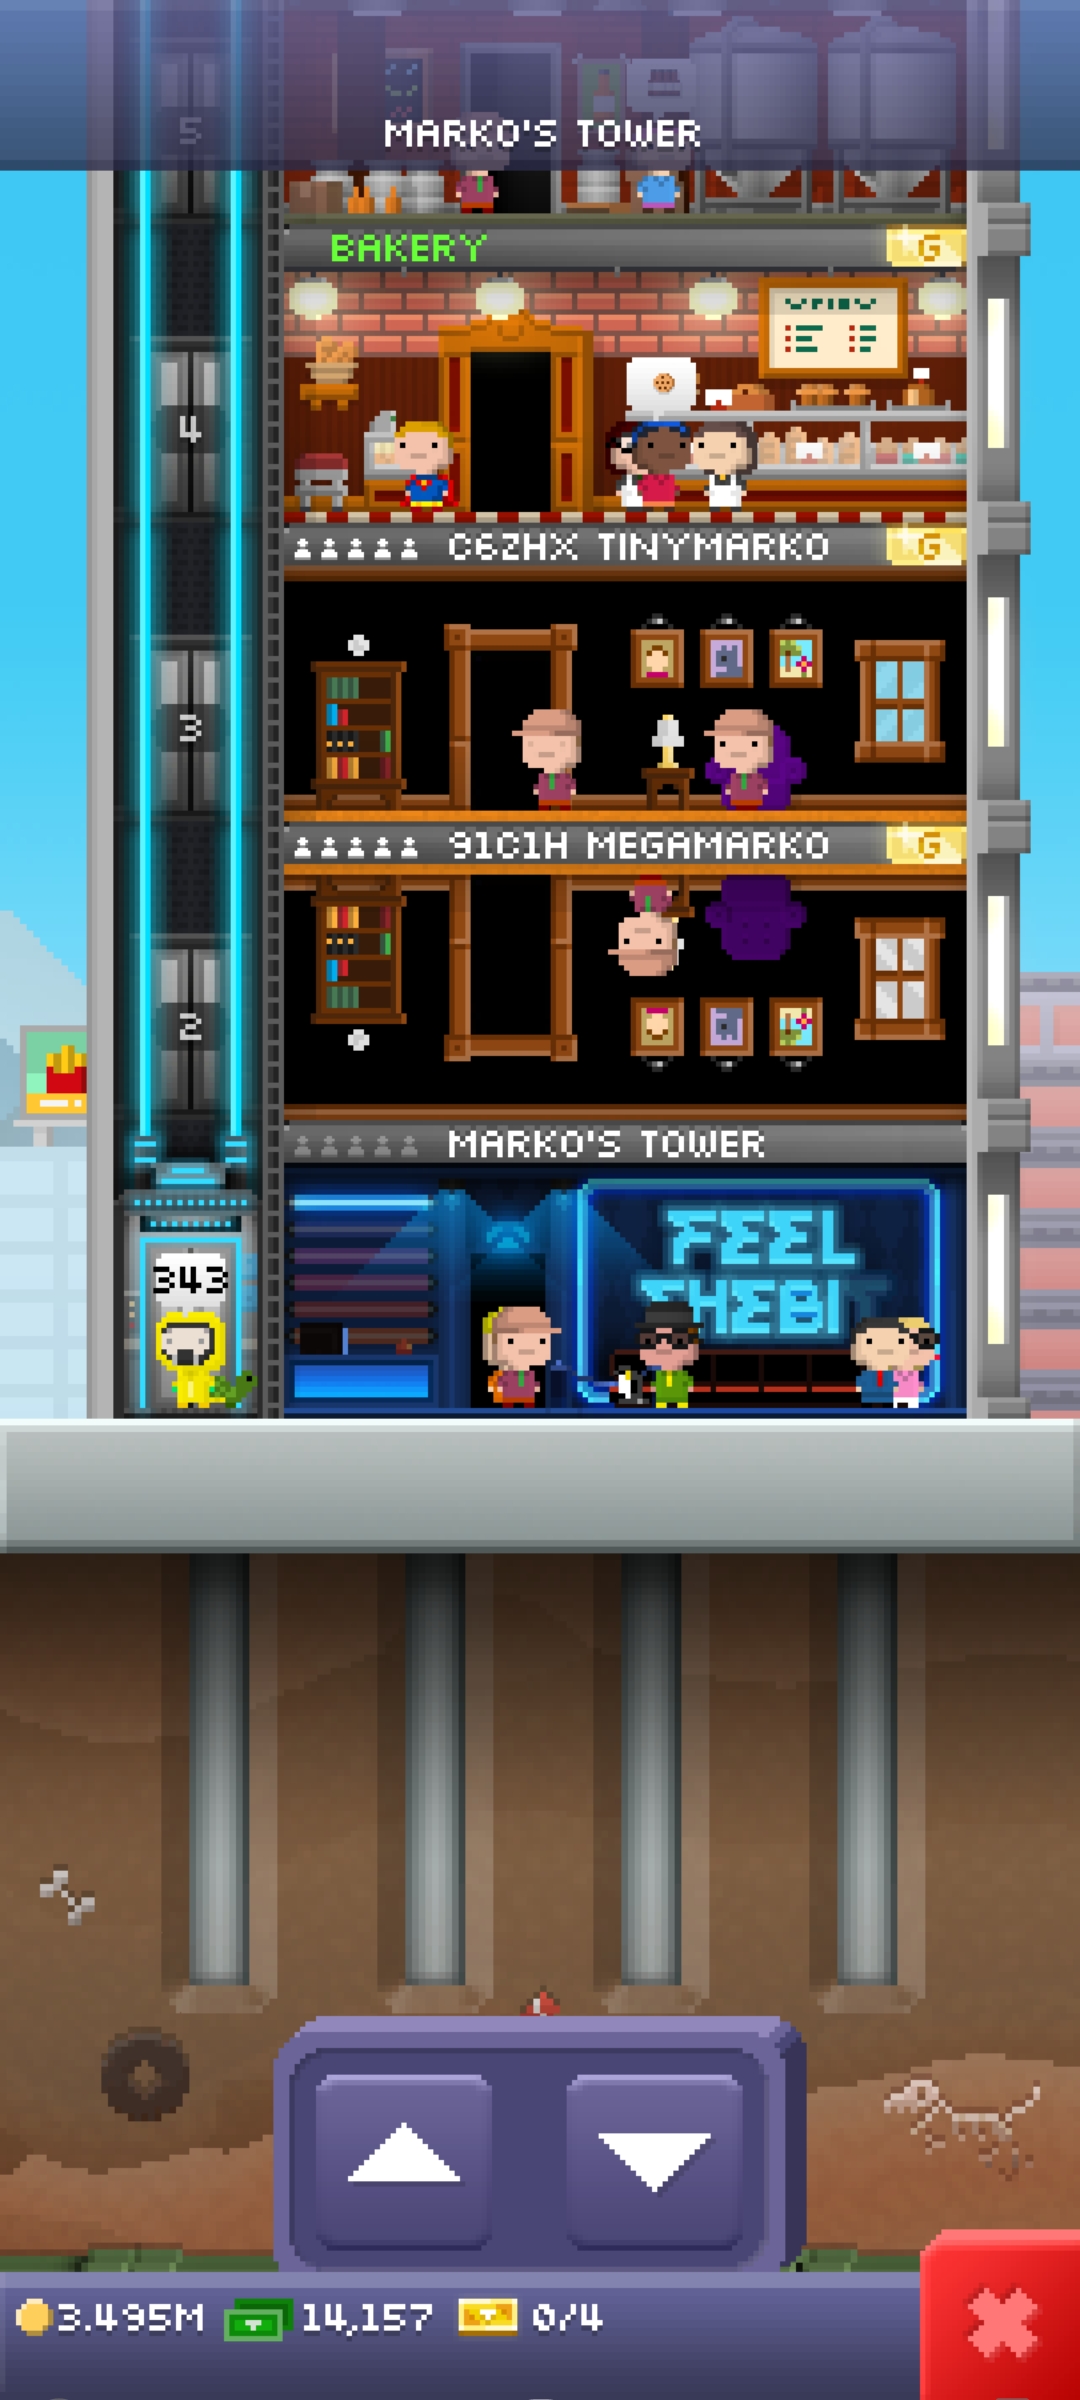 5
MARKO'S TOWER
BAKERY
G
4
C6ZHX TINYMARKO
G
3
91C1H MEGAMARKO
G
2
MARKO'S TOWER
FEEL
THEBIT
343
3.495M 14,157 0/4